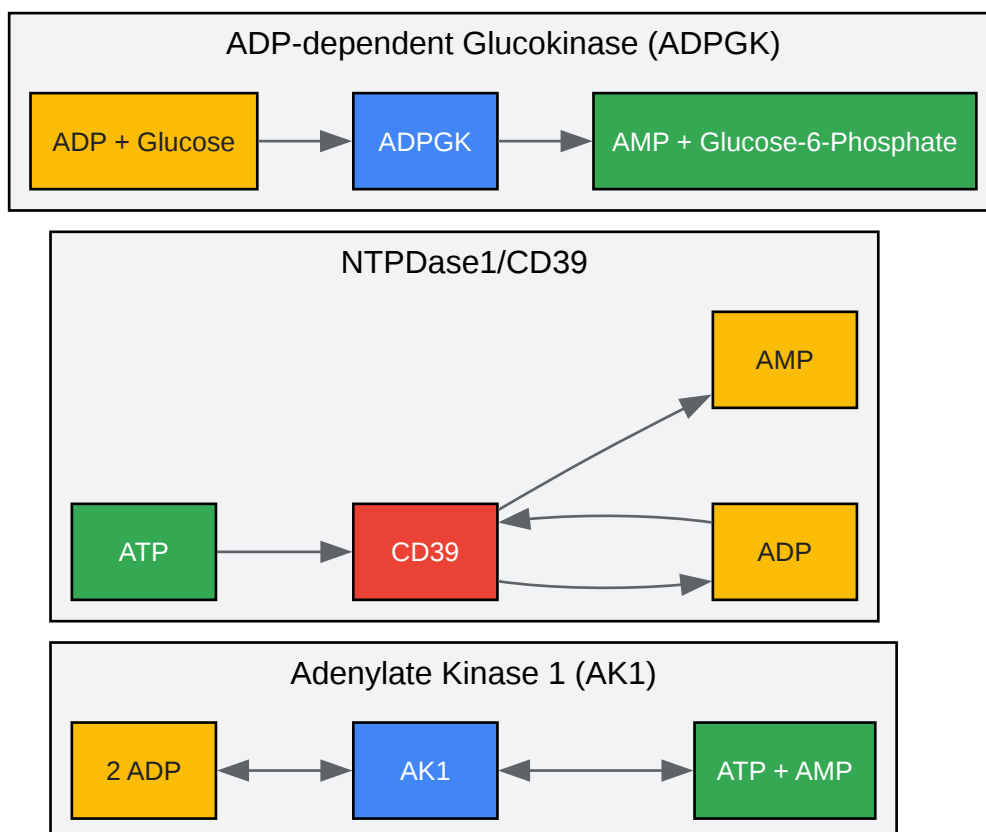 ADP-dependent Glucokinase (ADPGK)
ADP + Glucose
ADPGK
AMP + Glucose-6-Phosphate
NTPDase1/CD39
AMP
ATP
CD39
ADP
Adenylate Kinase 1 (AK1)
2 ADP
AK1
ATP + AMP